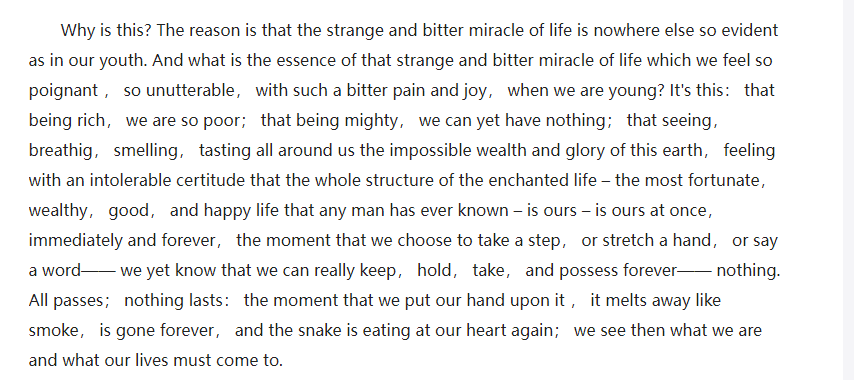 Why is this? The reason is that the strange and bitter miracle of life is nowhere else so evident
as in our youth. And what is the essence of that strange and bitter miracle of life which we feel so
poignant， so unutterable， with such a bitter pain and joy， when we are young? It's this： that
being rich， we are so poor； that being mighty， we can yet have nothing； that seeing，
breathig， smelling， tasting all around us the impossible wealth and glory of this earth， feeling
with an intolerable certitude that the whole structure of the enchanted life – the most fortunate，
wealthy， good， and happy life that any man has ever known – is ours – is ours at once，
immediately and forever， the moment that we choose to take a step， or stretch a hand， or say
a word—— we yet know that we can really keep， hold， take， and possess forever—— nothing.
All passes； nothing lasts： the moment that we put our hand upon it， it melts away like
smoke， is gone forever， and the snake is eating at our heart again； we see then what we are
and what our lives must come to.